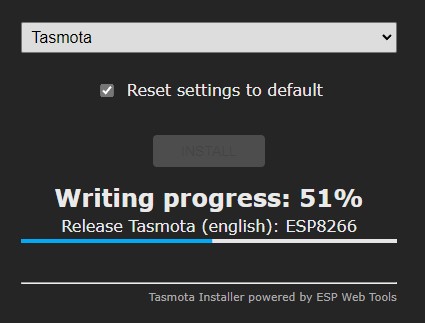 Tasmota
Reset settings to default
INSTALL
Writing progress: 51%
Release Tasmota (english): ESP8266
Tasmota Installer powered by ESP Web Tools